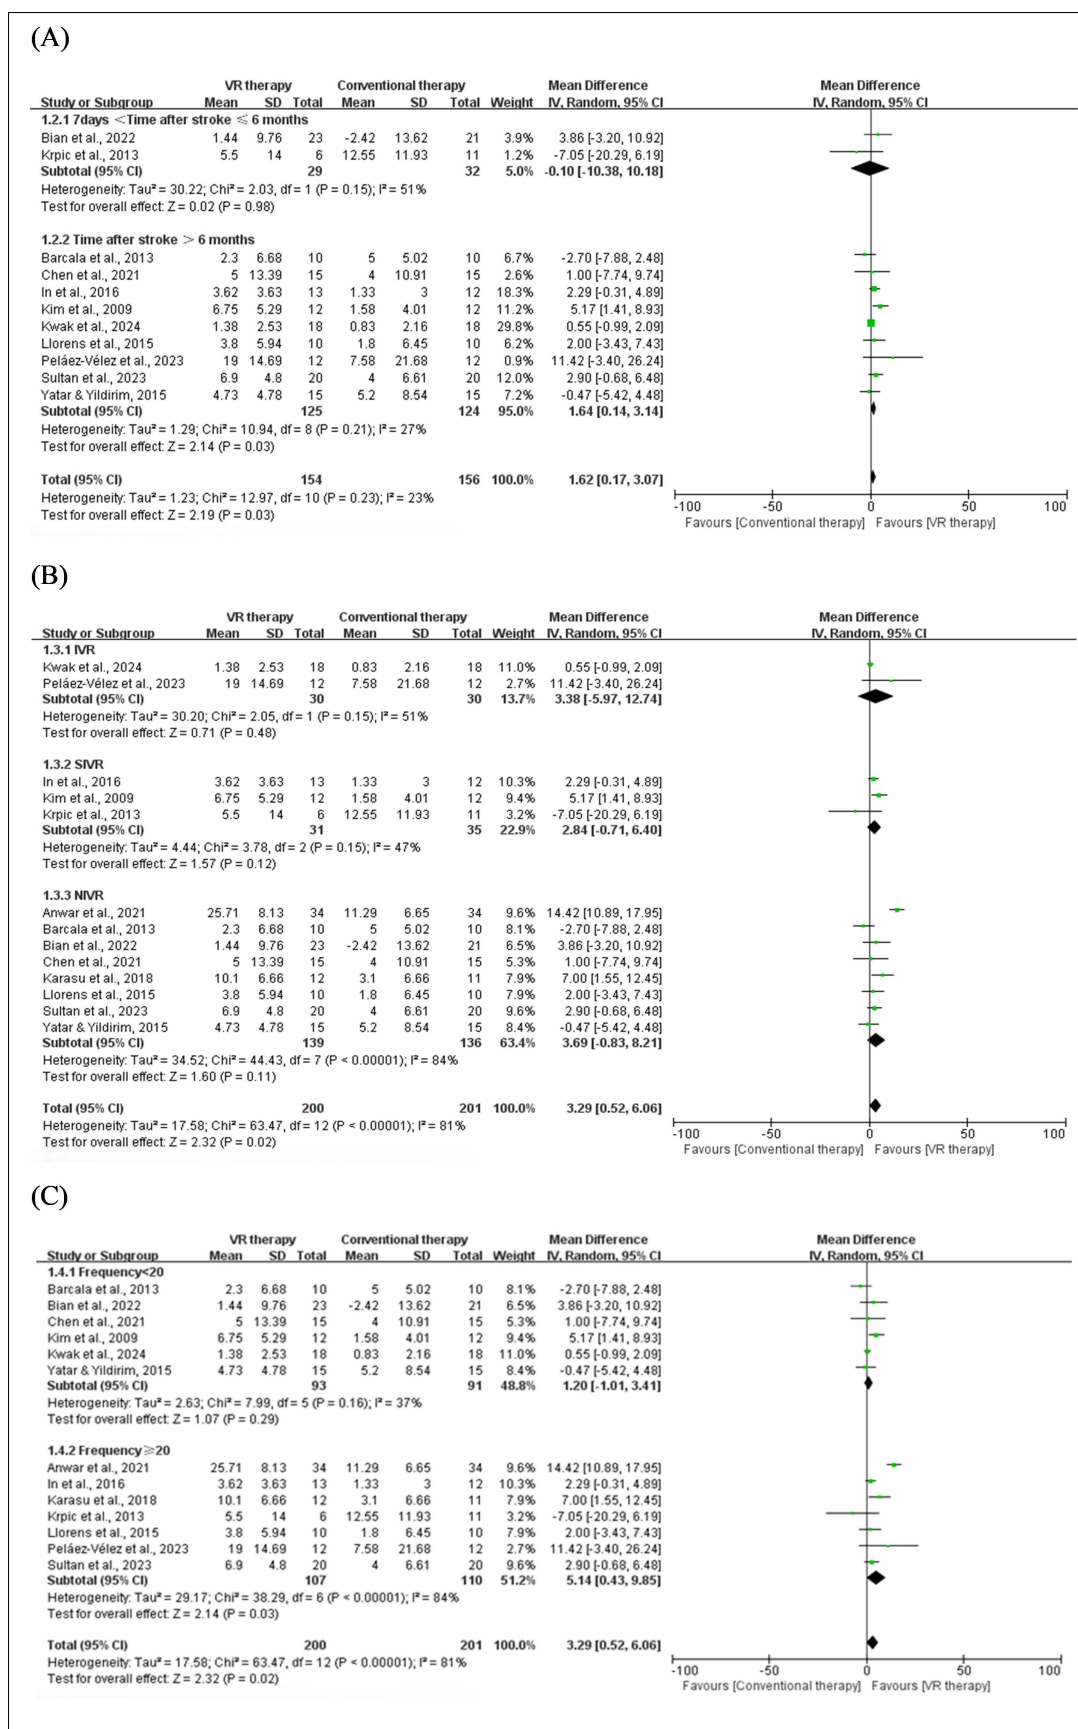 (A)
VR therapy Conventional therapy Mean Difference Mean Difference
Study or Subgroup Mean SD Total Mean SD Total Weight IV, Random, 95% CI IV, Random, 95% CI
1.2.1 7days <Time after stroke ≤ 6 months
Bian et al., 2022 1.44 9.76 23 -2.42 13.62 21 3.9% 3.86 [-3.20, 10.92]
Krpic et al., 2013 5.5 14 6 12.55 11.93 11 1.2% -7.05 [-20.29, 6.19]
Subtotal (95% CI) 29 32 5.0% -0.10 [-10.38, 10.18]
Heterogeneity: Tau² = 30.22; Chi² = 2.03, df = 1 (P = 0.15); I² = 51%
Test for overall effect: Z = 0.02 (P = 0.98)
1.2.2 Time after stroke > 6 months
Barcala et al., 2013 2.3 6.68 10 5 5.02 10 6.7% -2.70 [-7.88, 2.48]
Chen et al., 2021 5 13.39 15 4 10.91 15 2.6% 1.00 [-7.74, 9.74]
In et al., 2016 3.62 3.63 13 1.33 3 12 18.3% 2.29 [-0.31, 4.89]
Kim et al., 2009 6.75 5.29 12 1.58 4.01 12 11.2% 5.17 [1.41, 8.93]
Kwak et al., 2024 1.38 2.53 18 0.83 2.16 18 29.8% 0.55 [-0.99, 2.09]
Llorens et al., 2015 3.8 5.94 10 1.8 6.45 10 6.2% 2.00 [-3.43, 7.43]
Peláez-Vélez et al., 2023 19 14.69 12 7.58 21.68 12 0.9% 11.42 [-3.40, 26.24]
Sultan et al., 2023 6.9 4.8 20 4 6.61 20 12.0% 2.90 [-0.68, 6.48]
Yatar & Yildirim, 2015 4.73 4.78 15 5.2 8.54 15 7.2% -0.47 [-5.42, 4.48]
Subtotal (95% CI) 125 124 95.0% 1.64 [0.14, 3.14]
Heterogeneity: Tau² = 1.29; Chi² = 10.94, df = 8 (P = 0.21); I² = 27%
Test for overall effect: Z = 2.14 (P = 0.03)
Total (95% CI) 154 156 100.0% 1.62 [0.17, 3.07]
Heterogeneity: Tau² = 1.23; Chi² = 12.97, df = 10 (P = 0.23); I² = 23%
Test for overall effect: Z = 2.19 (P = 0.03)
-100 -50 0 50 100
Favours [Conventional therapy] Favours [VR therapy]
(B)
VR therapy Conventional therapy Mean Difference Mean Difference
Study or Subgroup Mean SD Total Mean SD Total Weight IV, Random, 95% CI IV, Random, 95% CI
1.3.1 IVR
Kwak et al., 2024 1.38 2.53 18 0.83 2.16 18 11.0% 0.55 [-0.99, 2.09]
Peláez-Vélez et al., 2023 19 14.69 12 7.58 21.68 12 2.7% 11.42 [-3.40, 26.24]
Subtotal (95% CI) 30 30 13.7% 3.38 [-5.97, 12.74]
Heterogeneity: Tau² = 30.20; Chi² = 2.05, df = 1 (P = 0.15); I² = 51%
Test for overall effect: Z = 0.71 (P = 0.48)
1.3.2 SIVR
In et al., 2016 3.62 3.63 13 1.33 3 12 10.3% 2.29 [-0.31, 4.89]
Kim et al., 2009 6.75 5.29 12 1.58 4.01 12 9.4% 5.17 [1.41, 8.93]
Krpic et al., 2013 5.5 14 6 12.55 11.93 11 3.2% -7.05 [-20.29, 6.19]
Subtotal (95% CI) 31 35 22.9% 2.84 [-0.71, 6.40]
Heterogeneity: Tau² = 4.44; Chi² = 3.78, df = 2 (P = 0.15); I² = 47%
Test for overall effect: Z = 1.57 (P = 0.12)
1.3.3 NIVR
Anwar et al., 2021 25.71 8.13 34 11.29 6.65 34 9.6% 14.42 [10.89, 17.95]
Barcala et al., 2013 2.3 6.68 10 5 5.02 10 8.1% -2.70 [-7.88, 2.48]
Bian et al., 2022 1.44 9.76 23 -2.42 13.62 21 6.5% 3.86 [-3.20, 10.92]
Chen et al., 2021 5 13.39 15 4 10.91 15 5.3% 1.00 [-7.74, 9.74]
Karasu et al., 2018 10.1 6.66 12 3.1 6.66 11 7.9% 7.00 [1.55, 12.45]
Llorens et al., 2015 3.8 5.94 10 1.8 6.45 10 7.9% 2.00 [-3.43, 7.43]
Sultan et al., 2023 6.9 4.8 20 4 6.61 20 9.6% 2.90 [-0.68, 6.48]
Yatar & Yildirim, 2015 4.73 4.78 15 5.2 8.54 15 8.4% -0.47 [-5.42, 4.48]
Subtotal (95% CI) 139 136 63.4% 3.69 [-0.83, 8.21]
Heterogeneity: Tau² = 34.52; Chi² = 44.43, df = 7 (P < 0.00001); I² = 84%
Test for overall effect: Z = 1.60 (P = 0.11)
Total (95% CI) 200 201 100.0% 3.29 [0.52, 6.06]
Heterogeneity: Tau² = 17.58; Chi² = 63.47, df = 12 (P < 0.00001); I² = 81%
Test for overall effect: Z = 2.32 (P = 0.02)
-100 -50 0 50 100
Favours [Conventional therapy] Favours [VR therapy]
(C)
VR therapy Conventional therapy Mean Difference Mean Difference
Study or Subgroup Mean SD Total Mean SD Total Weight IV, Random, 95% CI IV, Random, 95% CI
1.4.1 Frequency<20
Barcala et al., 2013 2.3 6.68 10 5 5.02 10 8.1% -2.70 [-7.88, 2.48]
Bian et al., 2022 1.44 9.76 23 -2.42 13.62 21 6.5% 3.86 [-3.20, 10.92]
Chen et al., 2021 5 13.39 15 4 10.91 15 5.3% 1.00 [-7.74, 9.74]
Kim et al., 2009 6.75 5.29 12 1.58 4.01 12 9.4% 5.17 [1.41, 8.93]
Kwak et al., 2024 1.38 2.53 18 0.83 2.16 18 11.0% 0.55 [-0.99, 2.09]
Yatar & Yildirim, 2015 4.73 4.78 15 5.2 8.54 15 8.4% -0.47 [-5.42, 4.48]
Subtotal (95% CI) 93 91 48.8% 1.20 [-1.01, 3.41]
Heterogeneity: Tau² = 2.63; Chi² = 7.99, df = 5 (P = 0.16); I² = 37%
Test for overall effect: Z = 1.07 (P = 0.29)
1.4.2 Frequency≥20
Anwar et al., 2021 25.71 8.13 34 11.29 6.65 34 9.6% 14.42 [10.89, 17.95]
In et al., 2016 3.62 3.63 13 1.33 3 12 10.3% 2.29 [-0.31, 4.89]
Karasu et al., 2018 10.1 6.66 12 3.1 6.66 11 7.9% 7.00 [1.55, 12.45]
Krpic et al., 2013 5.5 14 6 12.55 11.93 11 3.2% -7.05 [-20.29, 6.19]
Llorens et al., 2015 3.8 5.94 10 1.8 6.45 10 7.9% 2.00 [-3.43, 7.43]
Peláez-Vélez et al., 2023 19 14.69 12 7.58 21.68 12 2.7% 11.42 [-3.40, 26.24]
Sultan et al., 2023 6.9 4.8 20 4 6.61 20 9.6% 2.90 [-0.68, 6.48]
Subtotal (95% CI) 107 110 51.2% 5.14 [0.43, 9.85]
Heterogeneity: Tau² = 29.17; Chi² = 38.29, df = 6 (P < 0.00001); I² = 84%
Test for overall effect: Z = 2.14 (P = 0.03)
Total (95% CI) 200 201 100.0% 3.29 [0.52, 6.06]
Heterogeneity: Tau² = 17.58; Chi² = 63.47, df = 12 (P < 0.00001); I² = 81%
Test for overall effect: Z = 2.32 (P = 0.02)
-100 -50 0 50 100
Favours [Conventional therapy] Favours [VR therapy]